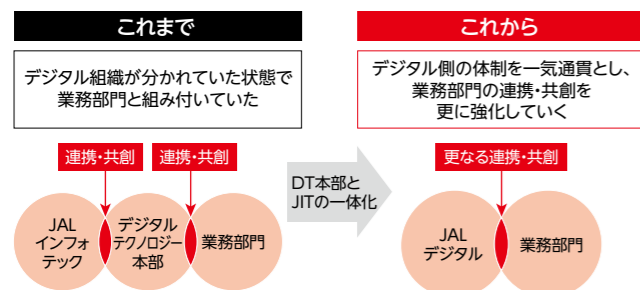 これまで
デジタル組織が分かれていた状態で
業務部門と組み付いていた
連携・共創
連携・共創
JAL
インフォ
テック
デジタル
テクノロジー
本部
業務部門
DT本部と
JITの一体化
これから
デジタル側の体制を一気通貫とし、
業務部門の連携・共創を
更に強化していく
更なる連携・共創
JAL
デジタル
業務部門